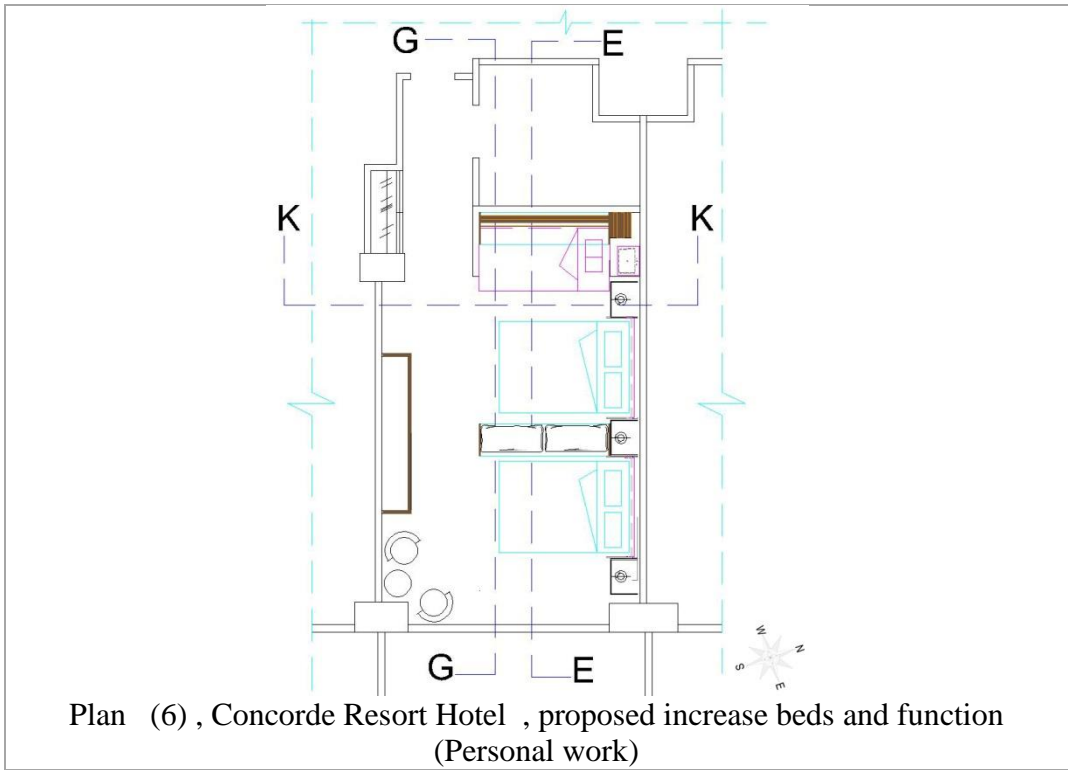 G E
K K
G E
W
N
S
E
Plan (6) , Concorde Resort Hotel , proposed increase beds and function
(Personal work)